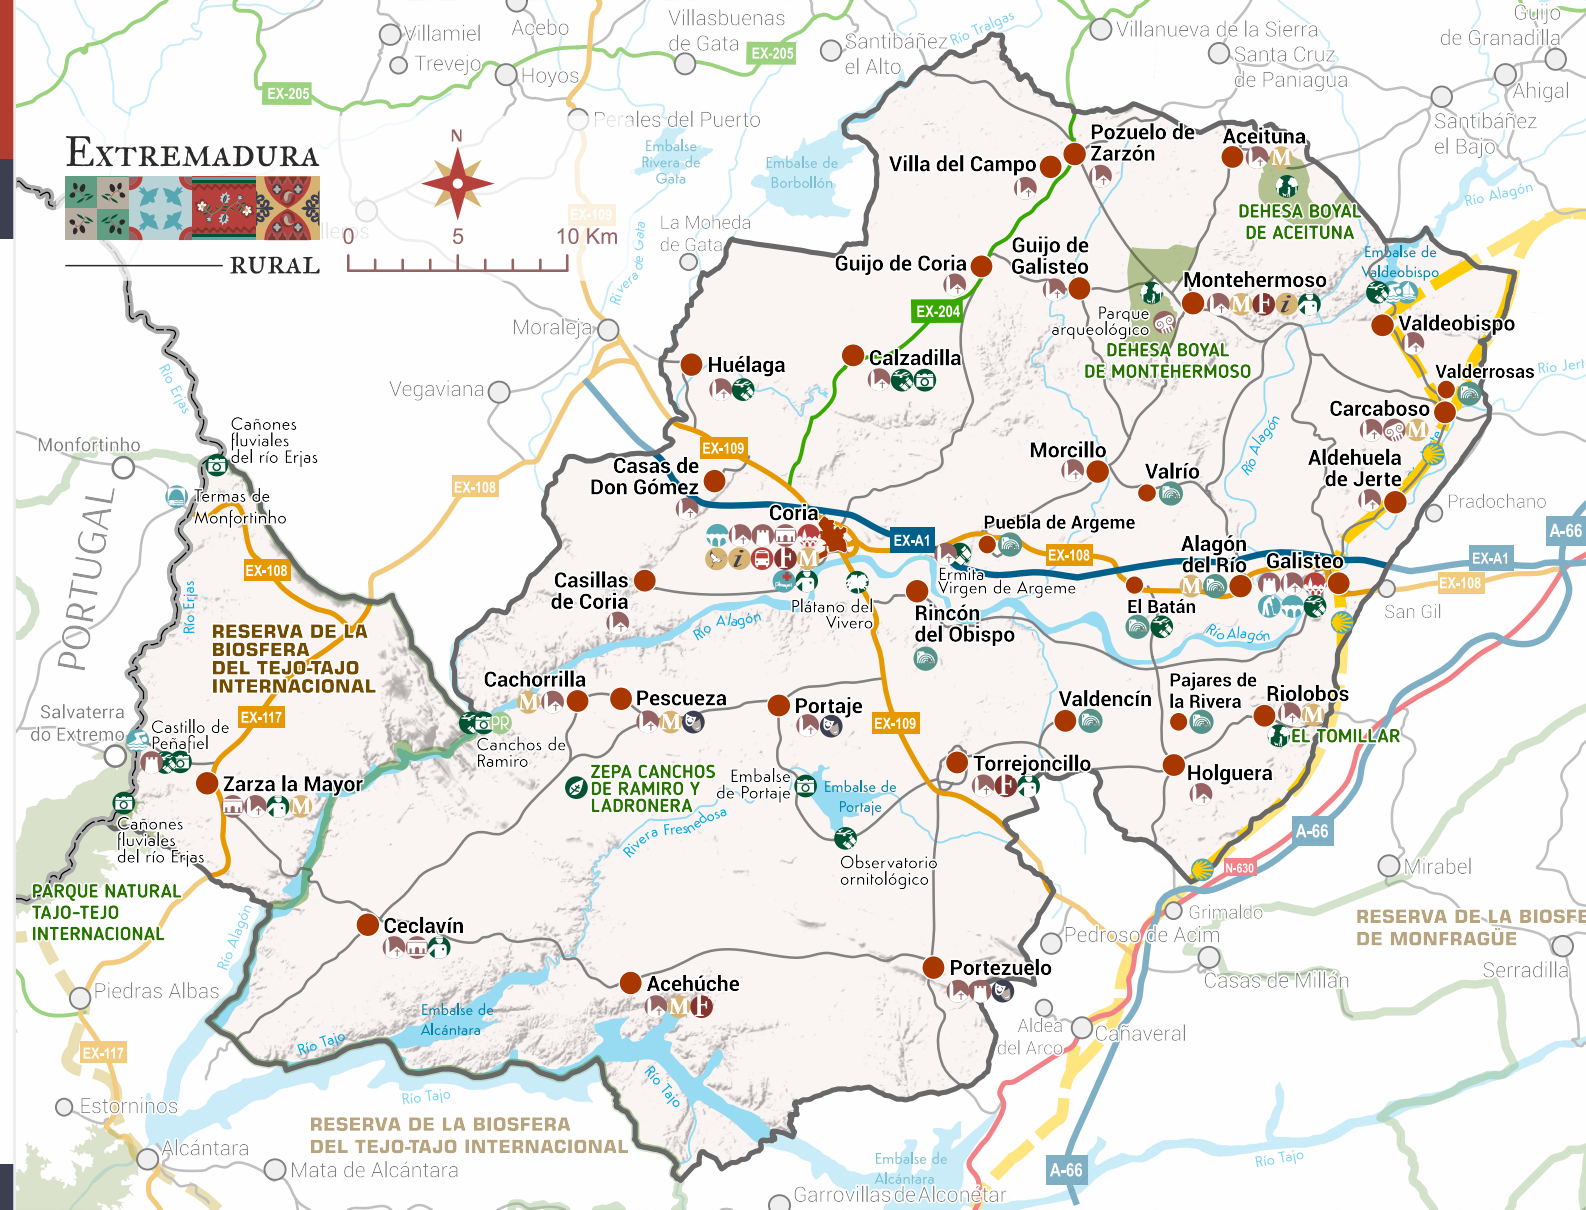 Villamiel
Acebo
Villasbuenas
de Gata
EX-205
Santibáñez
el Alto
Río Tralgas
Villanueva de la Sierra
Santa Cruz
de Paniagua
Guijo
de Granadilla
Trevejo
Hoyos
EX-205
Ahigal
Perales del Puerto
Santibáñez
el Bajo
EXTREMADURA
RURAL
N
0 5 10 Km
lleros
Embalse
Rivera de
Gata
Embalse de
Borbollón
EX-109
La Moheda
de Gata
Rivera de Gata
Villa del Campo
Pozuelo de
Zarzón
Aceituna
M
DEHESA BOYAL
DE ACEITUNA
Río Alagón
Guijo de Coria
Guijo de
Galisteo
Montehermoso
M F i
Embalse de
Valdeobispo
EX-204
Parque
arqueológico
DEHESA BOYAL
DE MONTEHERMOSO
Valdeobispo
Moraleja
Huélaga
Calzadilla
Valderrosas
Río Jert
Río Erjas
Vegaviana
Carcaboso
M
Cañones
fluviales
del río Erjas
Monfortinho
EX-109
Casas de
Don Gómez
Morcillo
Valrío
Río Alagón
Aldehuela
de Jerte
Termas de
Monfortinho
EX-108
Pradochano
PORTUGAL
Coria
i F M
EX-A1
Puebla de Argeme
EX-108
Alagón
del Río
M
Galisteo
EX-A1
A-66
EX-108
EX-108
Río Erjas
Casillas
de Coria
Plátano del
Vivero
Ermita
Virgen de Argeme
Rincón
del Obispo
El Batán
Río Alagón
San Gil
Río Alagón
RESERVA DE LA
BIOSFERA
DEL TEJO-TAJO
INTERNACIONAL
Cachorrilla
M
Pescueza
M
Portaje
EX-109
Valdencín
Pajares de
la Rivera
Riolobos
M
EL TOMILLAR
Salvaterra
do Extremo
EX-117
Castillo de
Peñafiel
PR
Canchos de
Ramiro
Zarza la Mayor
M
ZEPA CANCHOS
DE RAMIRO Y
LADRONERA
Embalse
de Portaje
Embalse de
Portaje
Torrejoncillo
F
Holguera
Rivera Fresnedosa
Cañones
fluviales
del río Erjas
Observatorio
ornitológico
A-66
N-630
Mirabel
PARQUE NATURAL
TAJO-TEJO
INTERNACIONAL
Río Alagón
Ceclavín
Grimaldo
Pedroso de Acim
RESERVA DE LA BIOSFE
DE MONFRAGÜE
Serradilla
Casas de Millán
Piedras Albas
Acehúche
M F
Portezuelo
Embalse de
Alcántara
Aldea
del Arco
Cañaveral
Río Tajo
EX-117
Río Tajo
Río Tajo
Estorninos
RESERVA DE LA BIOSFERA
DEL TEJO-TAJO INTERNACIONAL
Alcántara
Mata de Alcántara
Embalse de
Alcántara
A-66
Río Tajo
Garrovillas de Alconétar